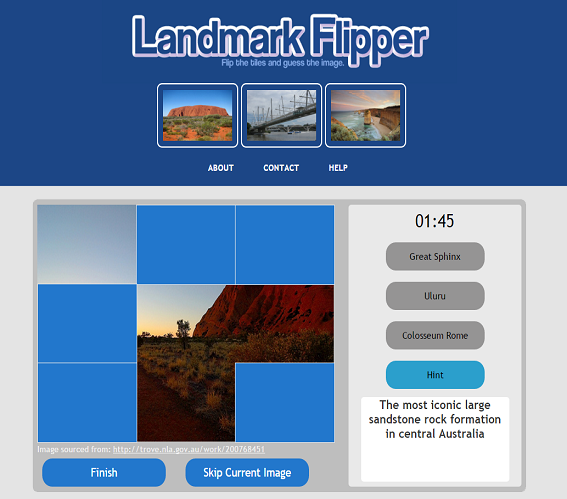 Landmark Flipper
Flip the tiles and guess the image.
ABOUT CONTACT HELP
01:45
Great Sphinx
Uluru
Colosseum Rome
Hint
The most iconic large
sandstone rock formation
in central Australia
Image sourced from: http://trove.nla.gov.au/work/200768451
Finish Skip Current Image